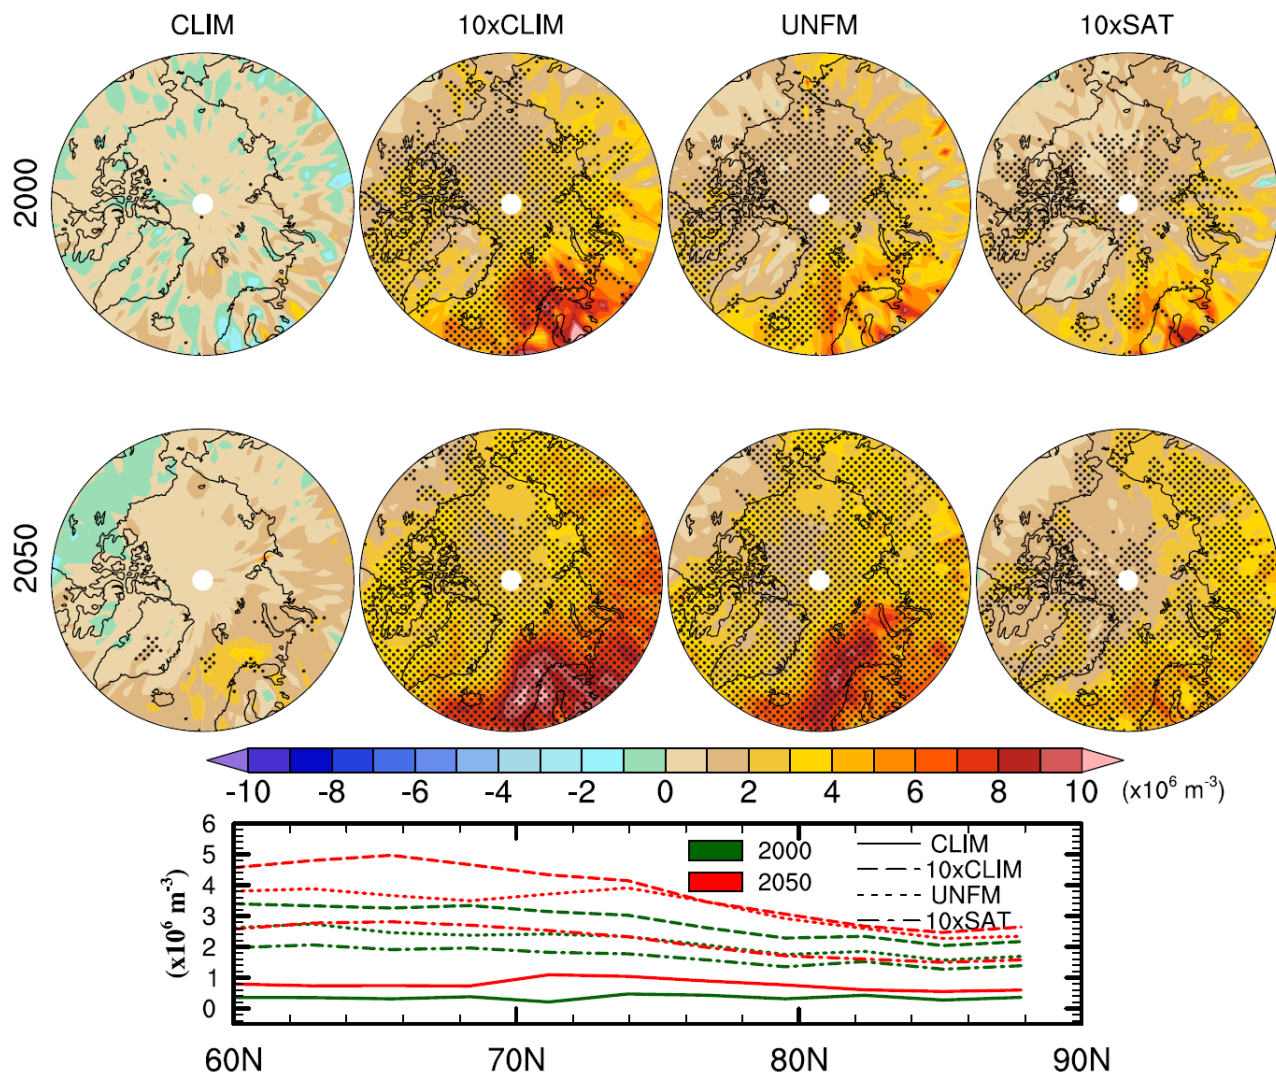 CLIM 10xCLIM UNFM 10xSAT
2000
2050
-10 -8 -6 -4 -2 0 2 4 6 8 10 (x10⁶ m⁻³)
6
5
4
3
2
1
0
(x10⁶ m⁻³)
2000
2050
CLIM
10xCLIM
UNFM
10xSAT
60N 70N 80N 90N